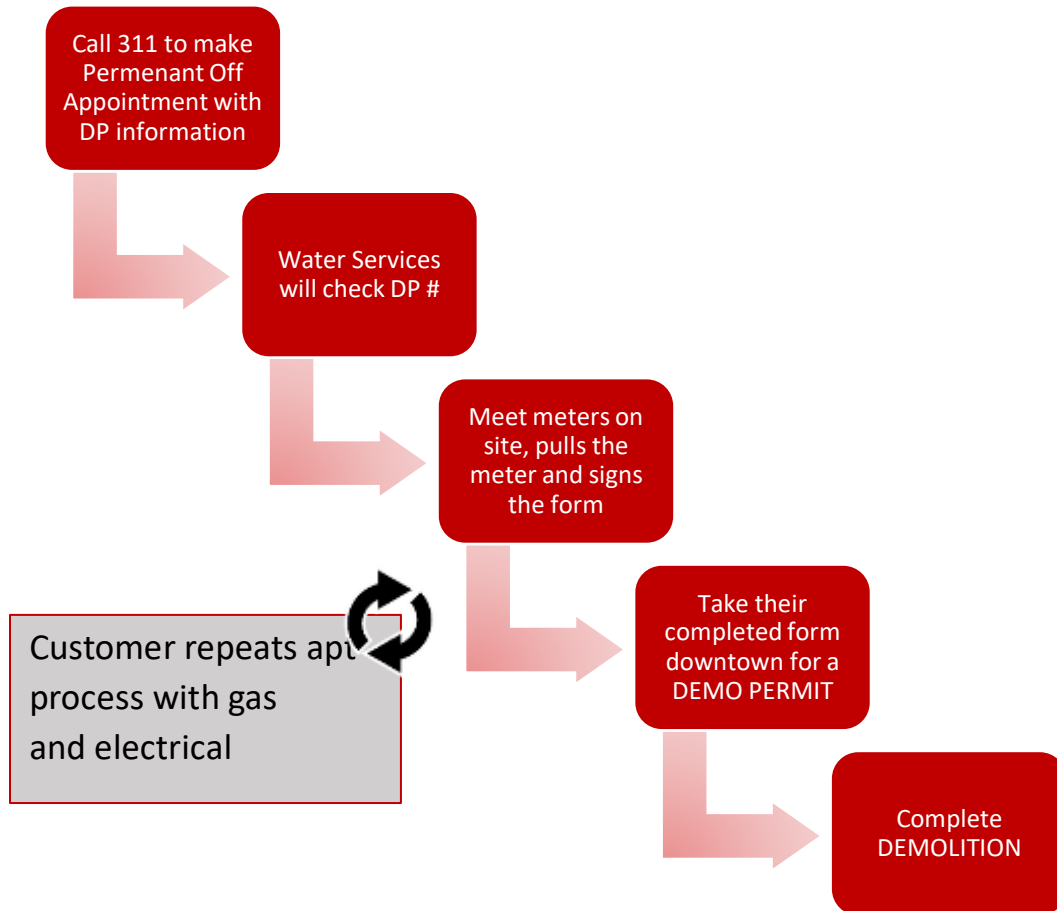 Call 311 to make
Permenant Off
Appointment with
DP information
Water Services
will check DP #
Meet meters on
site, pulls the
meter and signs
the form
Take their
completed form
downtown for a
DEMO PERMIT
Customer repeats apt
process with gas
and electrical
Complete
DEMOLITION